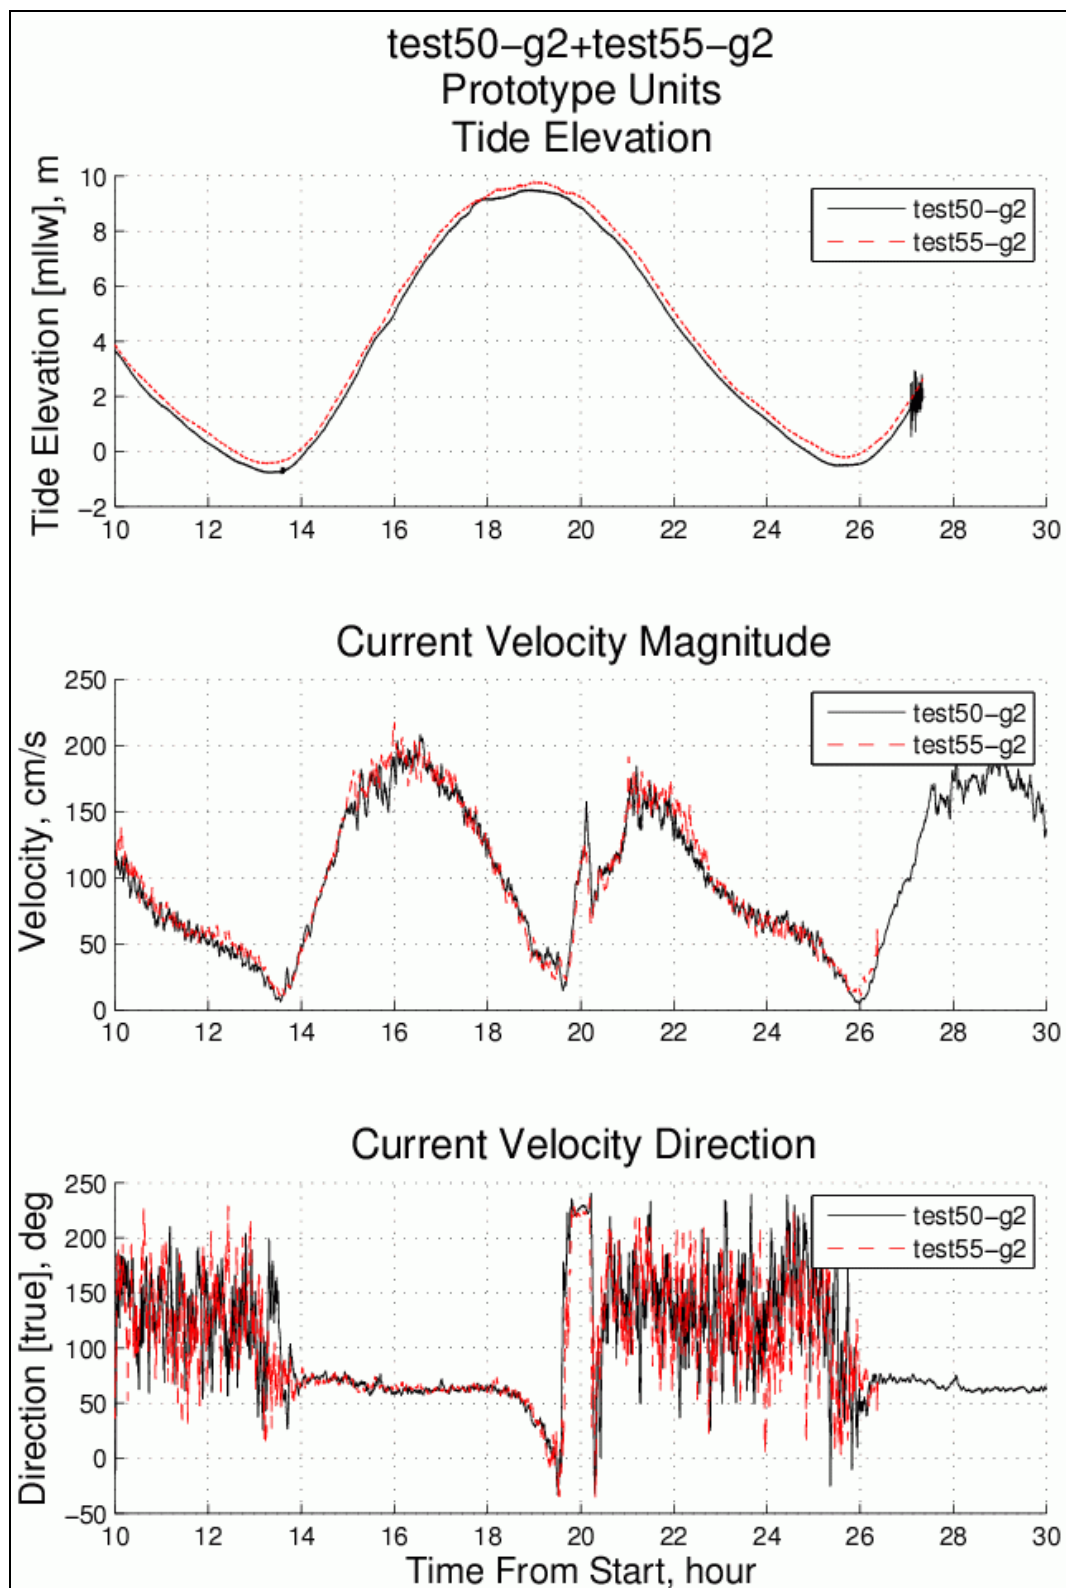 test50-g2+test55-g2
Prototype Units
Tide Elevation
Tide Elevation [mllw], m
10
8
6
4
2
0
-2
test50-g2
test55-g2
10 12 14 16 18 20 22 24 26 28 30
Current Velocity Magnitude
Velocity, cm/s
250
200
150
100
50
0
test50-g2
test55-g2
10 12 14 16 18 20 22 24 26 28 30
Current Velocity Direction
Direction [true], deg
250
200
150
100
50
0
-50
test50-g2
test55-g2
10 12 14 16 18 20 22 24 26 28 30
Time From Start, hour